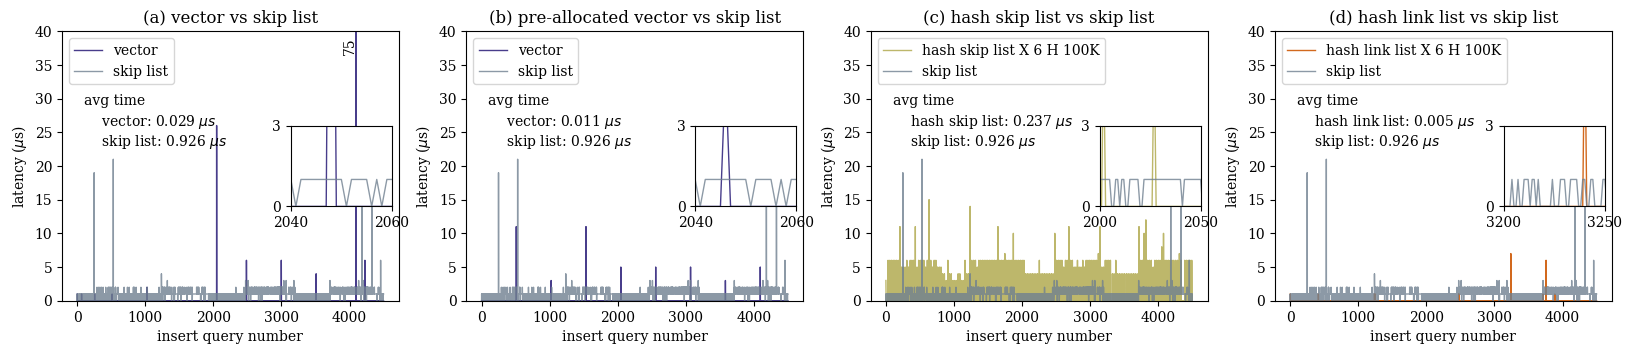 (a) vector vs skip list
40
35
30
25
20
15
10
5
0
latency (μs)
vector
skip list
75
avg time
vector: 0.029 μs
skip list: 0.926 μs
3
0
2040
2060
0
1000
2000
3000
4000
insert query number
(b) pre-allocated vector vs skip list
40
35
30
25
20
15
10
5
0
latency (μs)
vector
skip list
avg time
vector: 0.011 μs
skip list: 0.926 μs
3
0
2040
2060
0
1000
2000
3000
4000
insert query number
(c) hash skip list vs skip list
40
35
30
25
20
15
10
5
0
latency (μs)
hash skip list X 6 H 100K
skip list
avg time
hash skip list: 0.237 μs
skip list: 0.926 μs
3
0
2000
2050
0
1000
2000
3000
4000
insert query number
(d) hash link list vs skip list
40
35
30
25
20
15
10
5
0
latency (μs)
hash link list X 6 H 100K
skip list
avg time
hash link list: 0.005 μs
skip list: 0.926 μs
3
0
3200
3250
0
1000
2000
3000
4000
insert query number